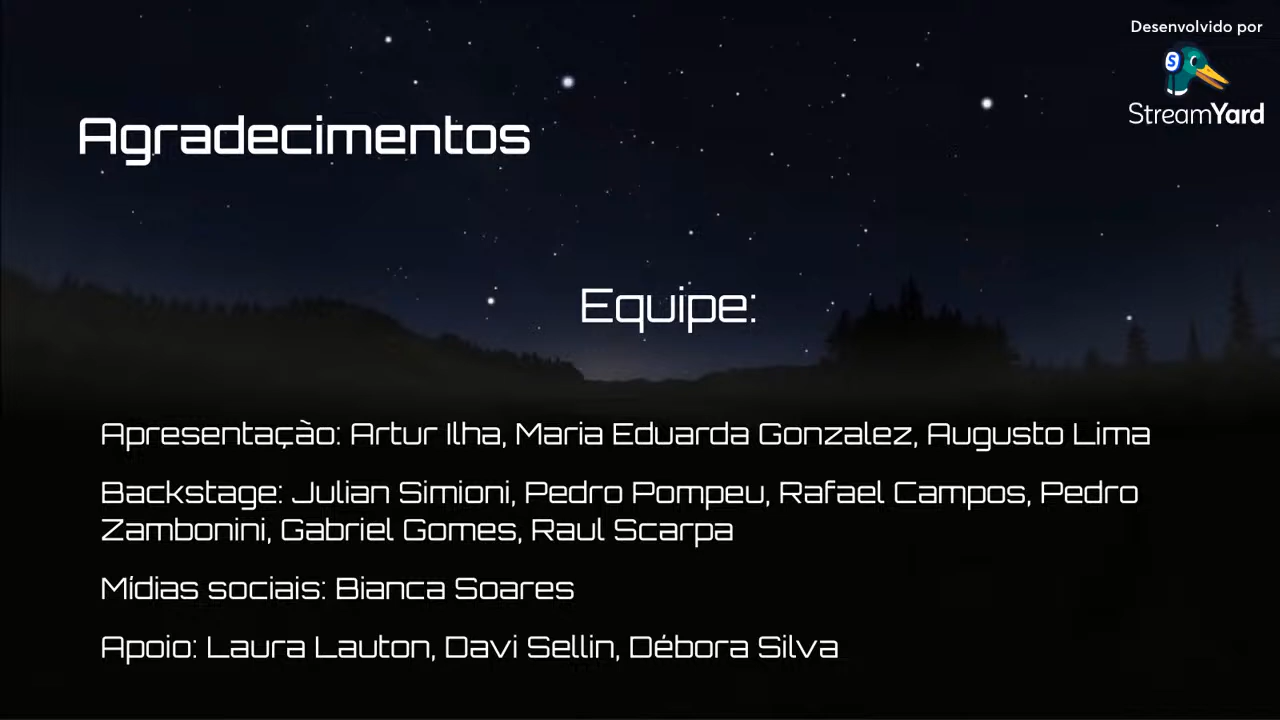 Desenvolvido por
StreamYard
Agradecimentos
Equipe:
Apresentação: Artur Ilha, Maria Eduarda Gonzalez, Augusto Lima
Backstage: Julian Simioni, Pedro Pompeu, Rafael Campos, Pedro
Zambonini, Gabriel Gomes, Raul Scarpa
Mídias sociais: Bianca Soares
Apoio: Laura Lauton, Davi Sellin, Débora Silva